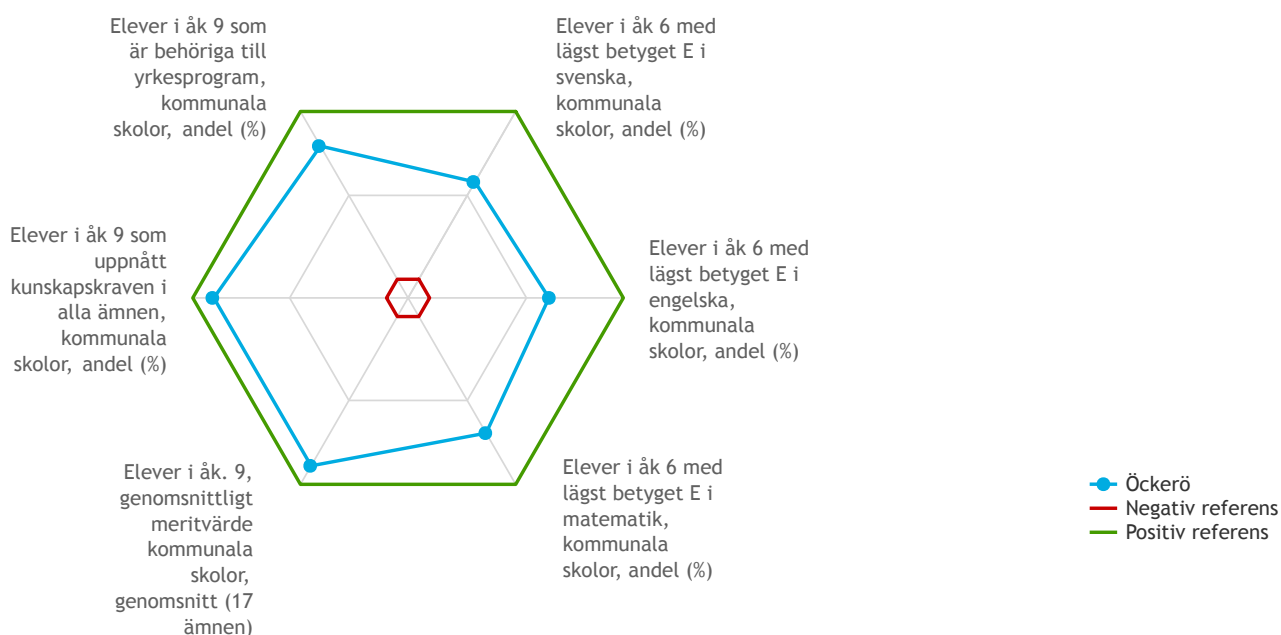 Elever i åk 9 som
är behöriga till
yrkesprogram,
kommunala
skolor, andel (%)
Elever i åk 6 med
lägst betyget E i
svenska,
kommunala
skolor, andel (%)
Elever i åk 9 som
uppnått
kunskapskraven i
alla ämnen,
kommunala
skolor, andel (%)
Elever i åk 6 med
lägst betyget E i
engelska,
kommunala
skolor, andel (%)
Elever i åk. 9,
genomsnittligt
meritvärde
kommunala
skolor,
genomsnitt (17
ämnen)
Elever i åk 6 med
lägst betyget E i
matematik,
kommunala
skolor, andel (%)
Öckerö
Negativ referens
Positiv referens